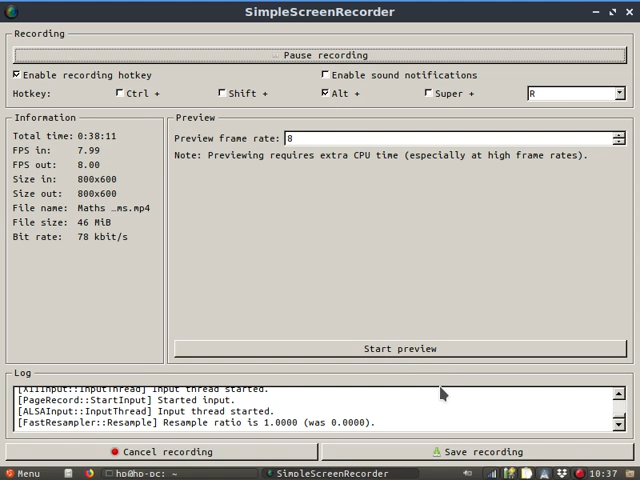 SimpleScreenRecorder
Recording
Pause recording
Enable recording hotkey
Enable sound notifications
Hotkey: Ctrl + Shift + Alt + Super + R
Information
Total time: 0:38:11
FPS in: 7.99
FPS out: 8.00
Size in: 800x600
Size out: 800x600
File name: Maths …ms.mp4
File size: 46 MiB
Bit rate: 78 kbit/s
Preview
Preview frame rate: 8
Note: Previewing requires extra CPU time (especially at high frame rates).
Start preview
Log
[X11Input::InputThread] Input thread started.
[PageRecord::StartInput] Started input.
[ALSAInput::InputThread] Input thread started.
[FastResampler::Resample] Resample ratio is 1.0000 (was 0.0000).
Cancel recording
Save recording
Menu
hp@hp-pc: ~
SimpleScreenRecorder
10:37